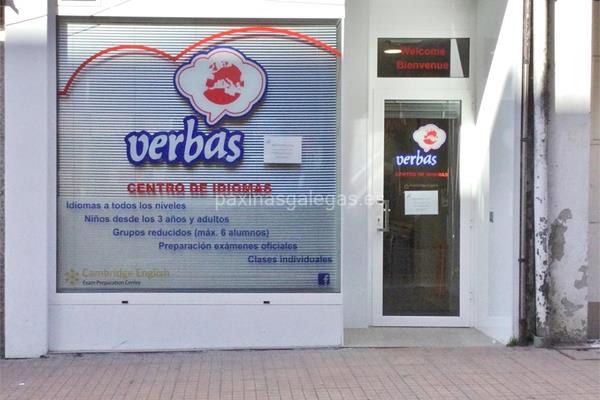 Welcome
Bienvenue
verbas
CENTRO DE IDIOMAS
Idiomas a todos los niveles
Niños desde los 3 años y adultos
Grupos reducidos (máx. 6 alumnos)
Preparación exámenes oficiales
Clases individuales
Cambridge English
Exam Preparation Centre
f
verbas
CENTRO DE IDIOMAS
paxinasgalegas.es